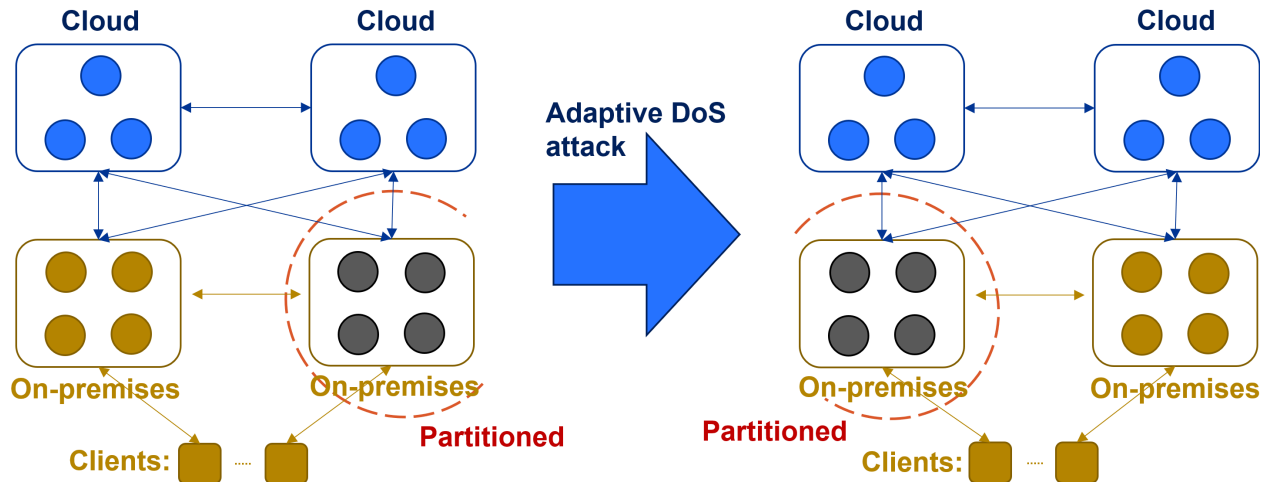 Cloud
Cloud
On-premises
On-premises
Partitioned
Clients:
.....
Adaptive DoS
attack
Cloud
Cloud
On-premises
On-premises
Partitioned
Clients:
.....